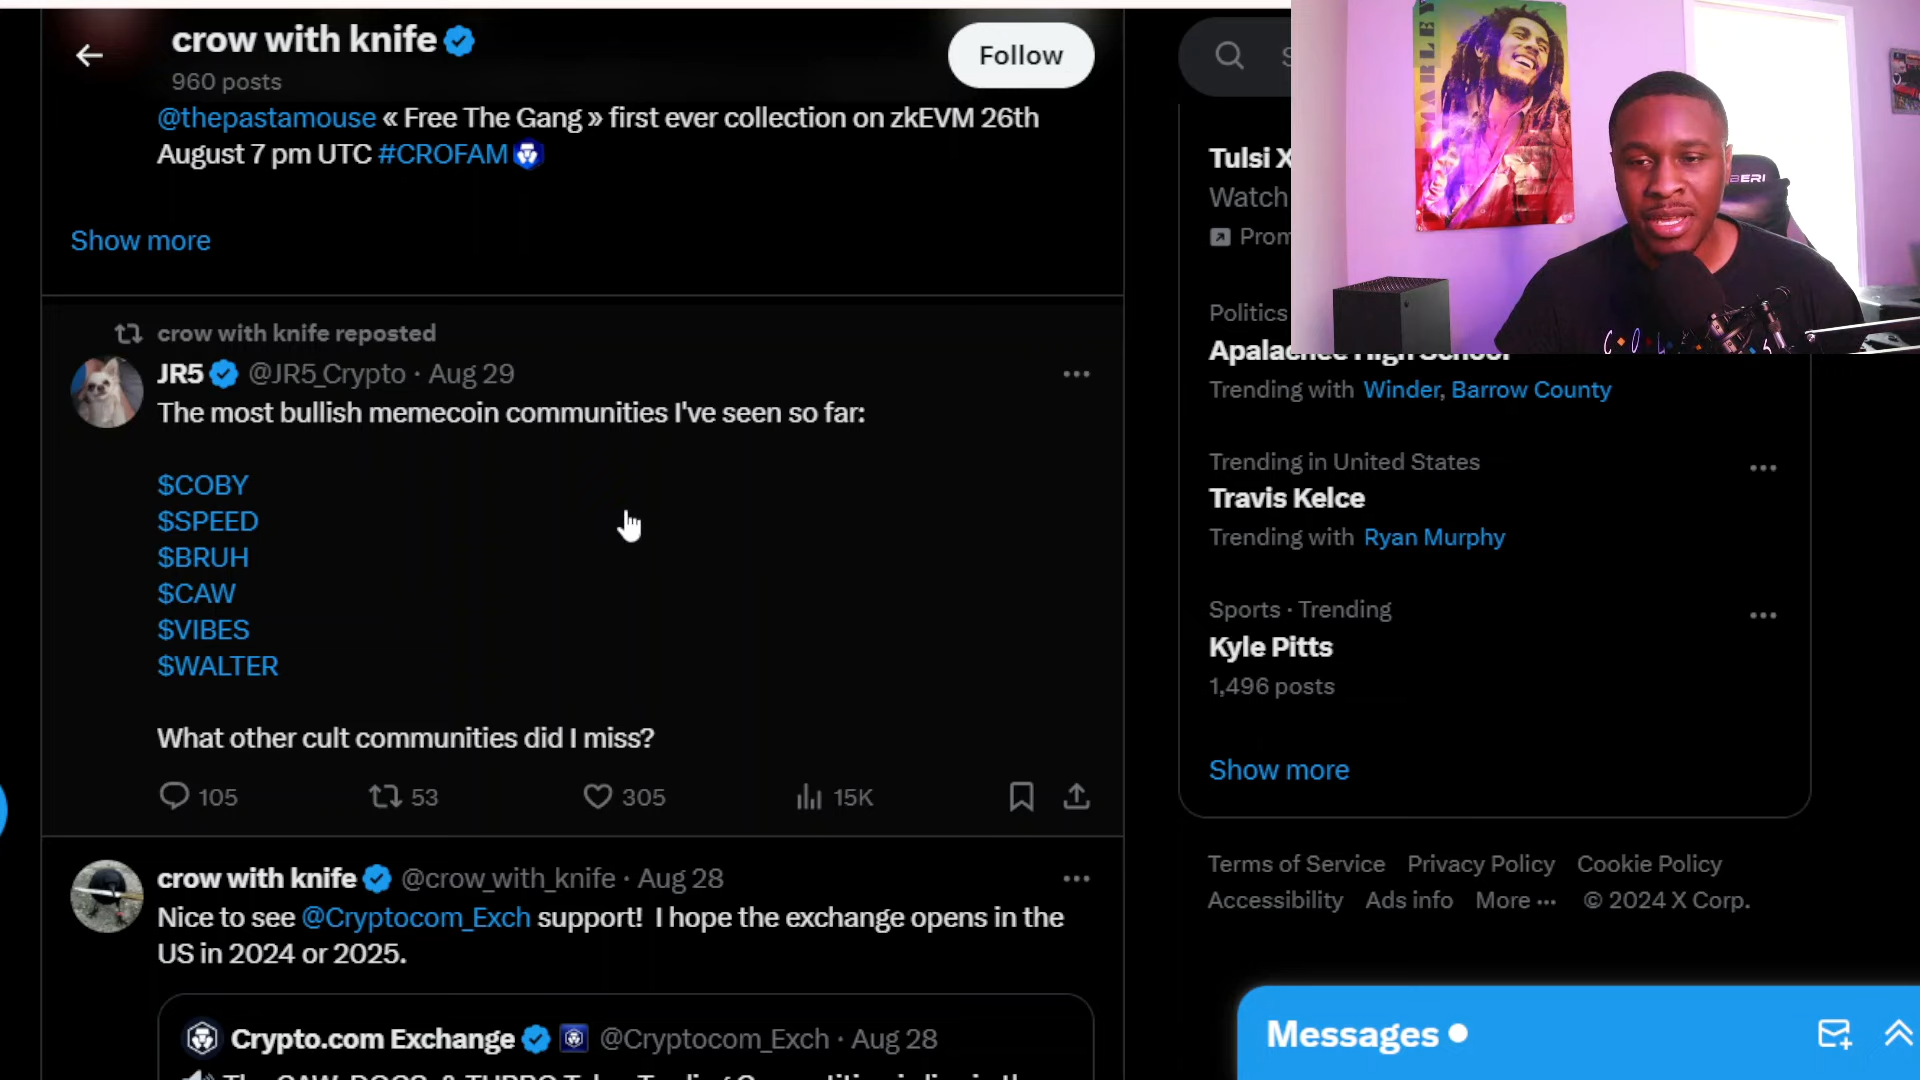 crow with knife
960 posts
Follow
@thepastamouse « Free The Gang » first ever collection on zkEVM 26th
August 7 pm UTC #CROFAM
Show more
crow with knife reposted
JR5 @JR5_Crypto · Aug 29
The most bullish memecoin communities I've seen so far:
$COBY
$SPEED
$BRUH
$CAW
$VIBES
$WALTER
What other cult communities did I miss?
105 53 305 15K
crow with knife @crow_with_knife · Aug 28
Nice to see @Cryptocom_Exch support! I hope the exchange opens in the
US in 2024 or 2025.
Crypto.com Exchange @Cryptocom_Exch · Aug 28
Tulsi X
Watch
Politics
Apalachee High School
Trending with Winder, Barrow County
Trending in United States
Travis Kelce
Trending with Ryan Murphy
Sports · Trending
Kyle Pitts
1,496 posts
Show more
Terms of Service Privacy Policy Cookie Policy
Accessibility Ads info More ··· © 2024 X Corp.
Messages
MARLEY